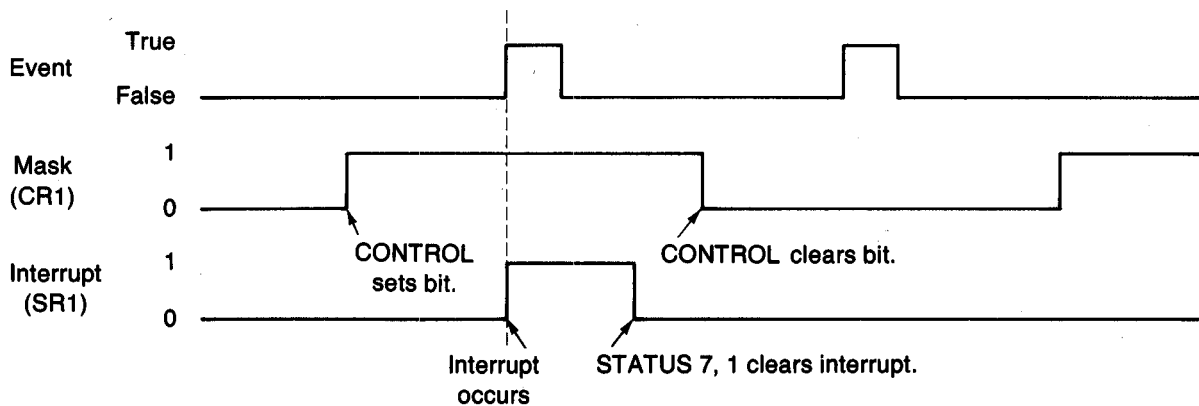 Event
True
False
Mask
(CR1)
1
0
CONTROL
sets bit.
CONTROL clears bit.
Interrupt
(SR1)
1
0
Interrupt
occurs
STATUS 7, 1 clears interrupt.